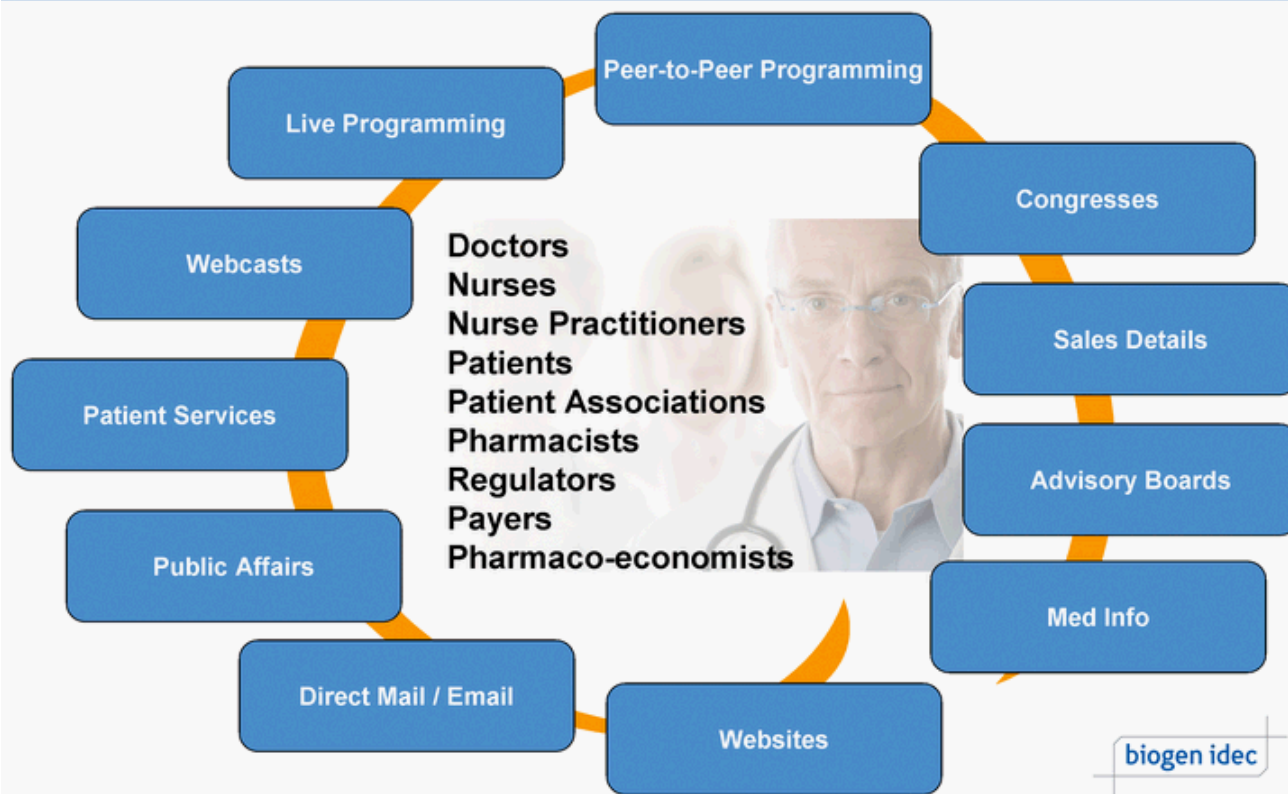 Peer-to-Peer Programming
Live Programming
Congresses
Webcasts
Doctors
Nurses
Nurse Practitioners
Patients
Patient Associations
Pharmacists
Regulators
Payers
Pharmaco-economists
Sales Details
Patient Services
Advisory Boards
Public Affairs
Med Info
Direct Mail / Email
Websites
biogen idec